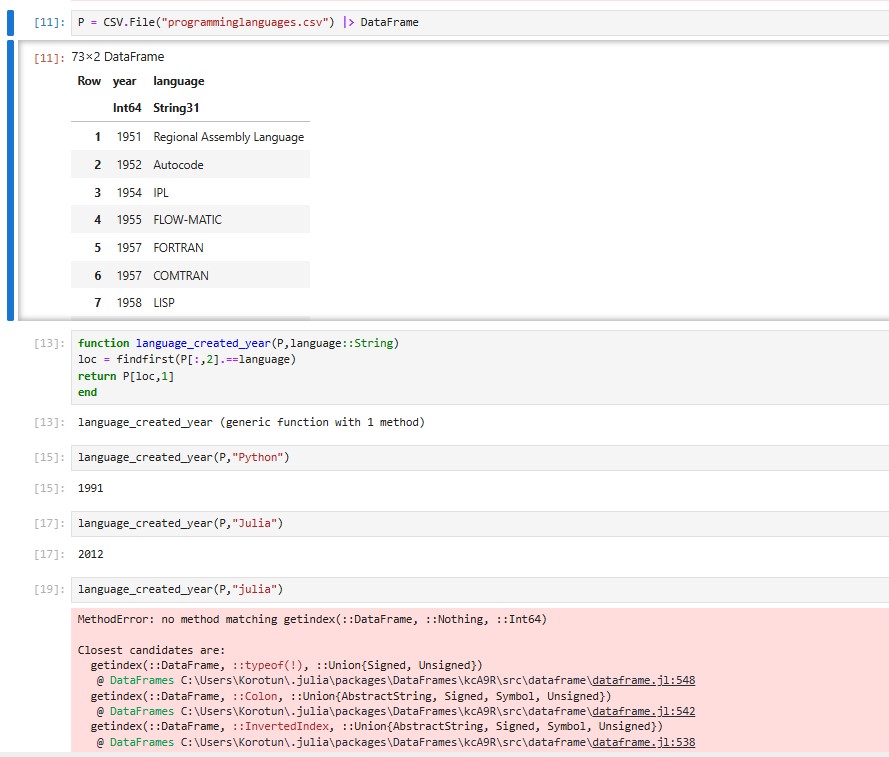 [11]: P = CSV.File("programminglanguages.csv") |> DataFrame
[11]: 73×2 DataFrame
Row year language
Int64 String31
1 1951 Regional Assembly Language
2 1952 Autocode
3 1954 IPL
4 1955 FLOW-MATIC
5 1957 FORTRAN
6 1957 COMTRAN
7 1958 LISP
[13]: function language_created_year(P,language::String)
loc = findfirst(P[:,2].==language)
return P[loc,1]
end
[13]: language_created_year (generic function with 1 method)
[15]: language_created_year(P,"Python")
[15]: 1991
[17]: language_created_year(P,"Julia")
[17]: 2012
[19]: language_created_year(P,"julia")
MethodError: no method matching getindex(::DataFrame, ::Nothing, ::Int64)
Closest candidates are:
getindex(::DataFrame, ::typeof(!), ::Union{Signed, Unsigned})
@ DataFrames C:\Users\Korotun\.julia\packages\DataFrames\kcA9R\src\dataframe\dataframe.jl:548
getindex(::DataFrame, ::Colon, ::Union{AbstractString, Signed, Symbol, Unsigned})
@ DataFrames C:\Users\Korotun\.julia\packages\DataFrames\kcA9R\src\dataframe\dataframe.jl:542
getindex(::DataFrame, ::InvertedIndex, ::Union{AbstractString, Signed, Symbol, Unsigned})
@ DataFrames C:\Users\Korotun\.julia\packages\DataFrames\kcA9R\src\dataframe\dataframe.jl:538